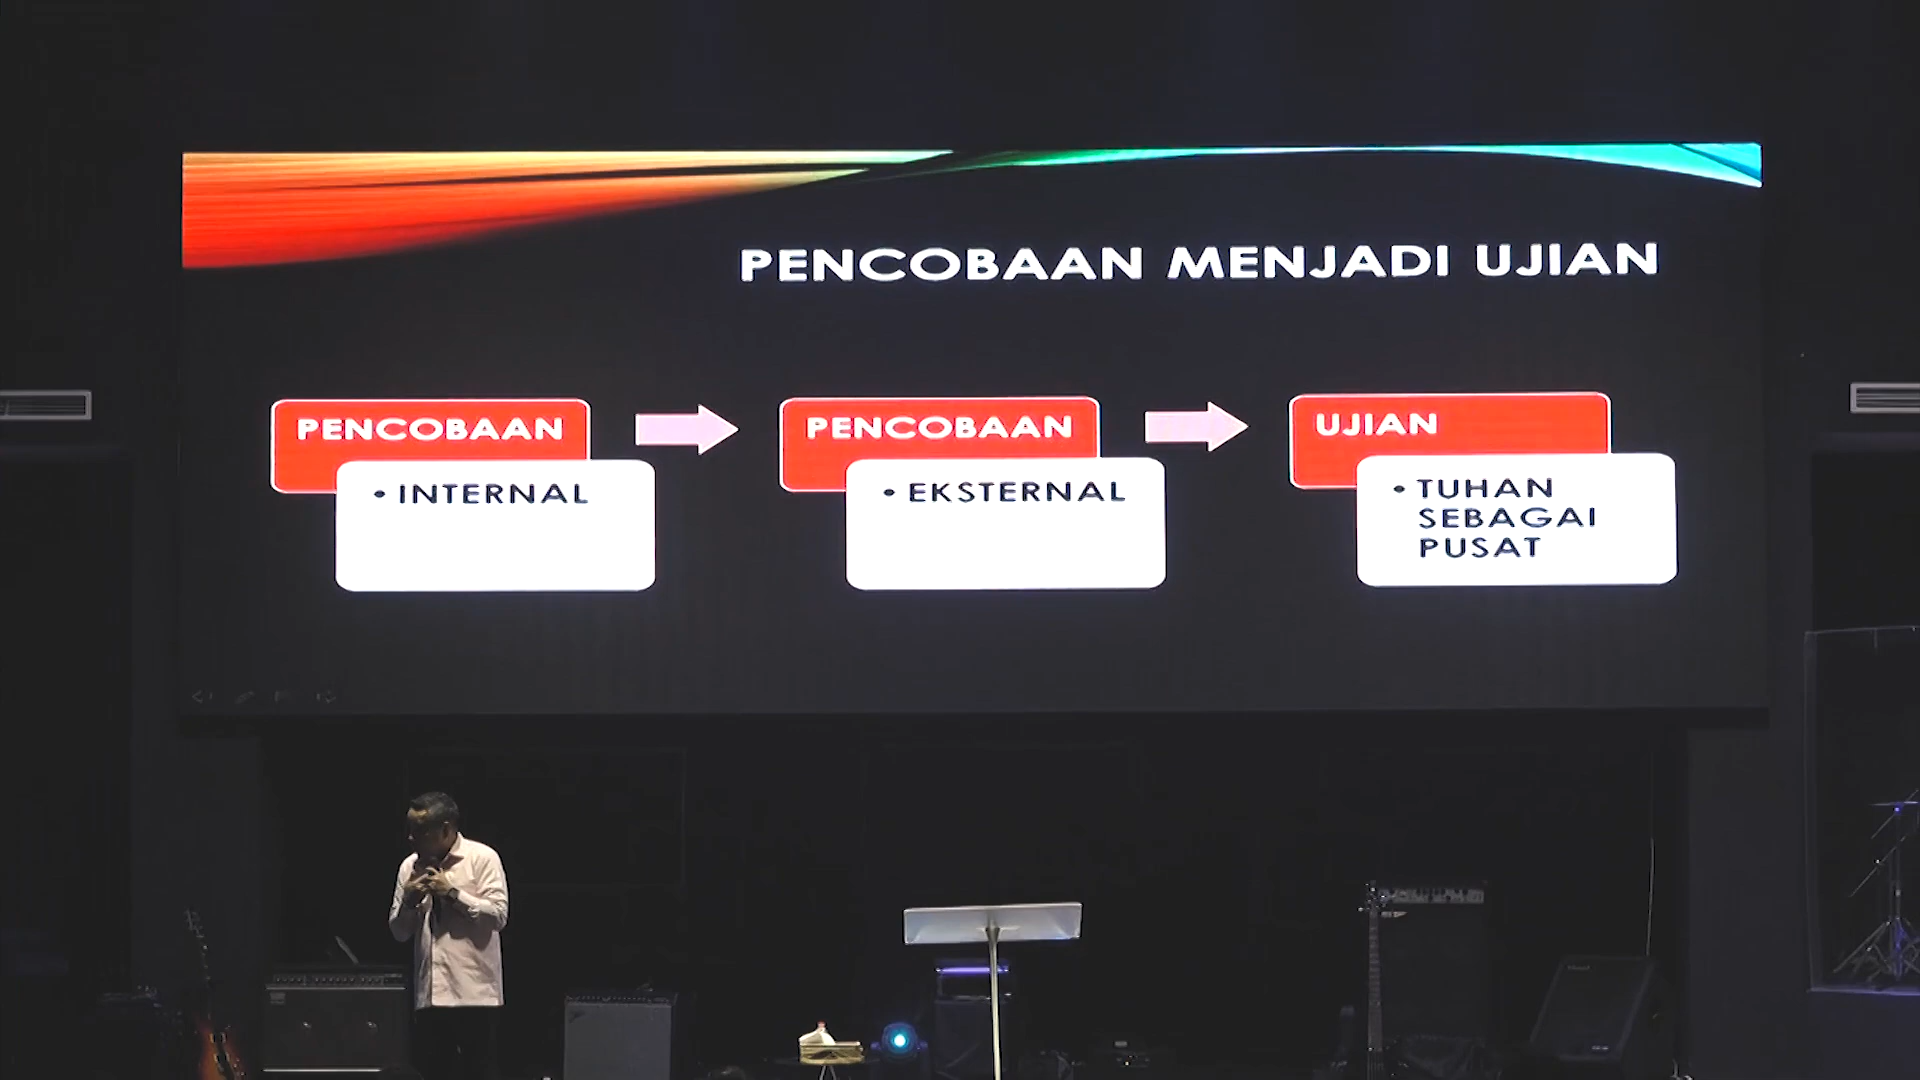 PENCOBAAN MENJADI UJIAN
PENCOBAAN
• INTERNAL
PENCOBAAN
• EKSTERNAL
UJIAN
• TUHAN
SEBAGAI
PUSAT